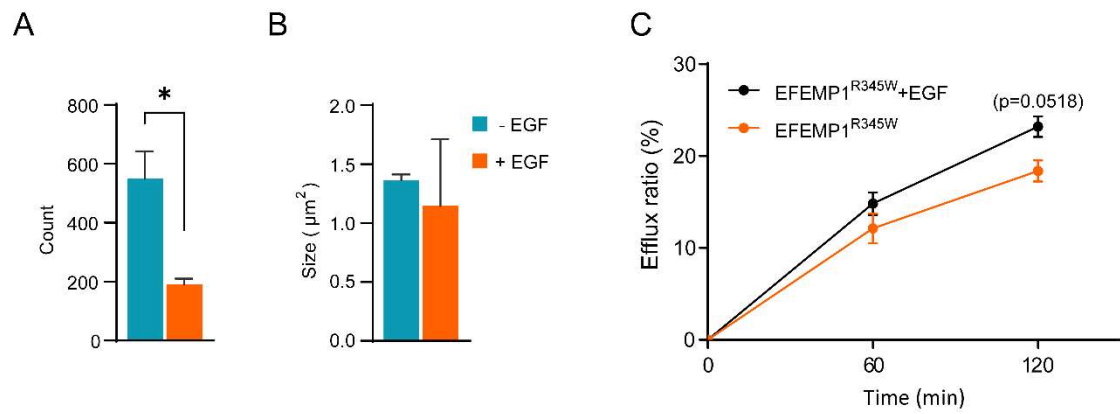 A
Count
800
600
400
200
0
*
B
Size ( µm²)
2.0
1.5
1.0
0.5
0.0
- EGF
+ EGF
C
Efflux ratio (%)
30
20
10
0
EFEMP1ᴿ³⁴⁵ᵂ+EGF
EFEMP1ᴿ³⁴⁵ᵂ
(p=0.0518)
0 60 120
Time (min)